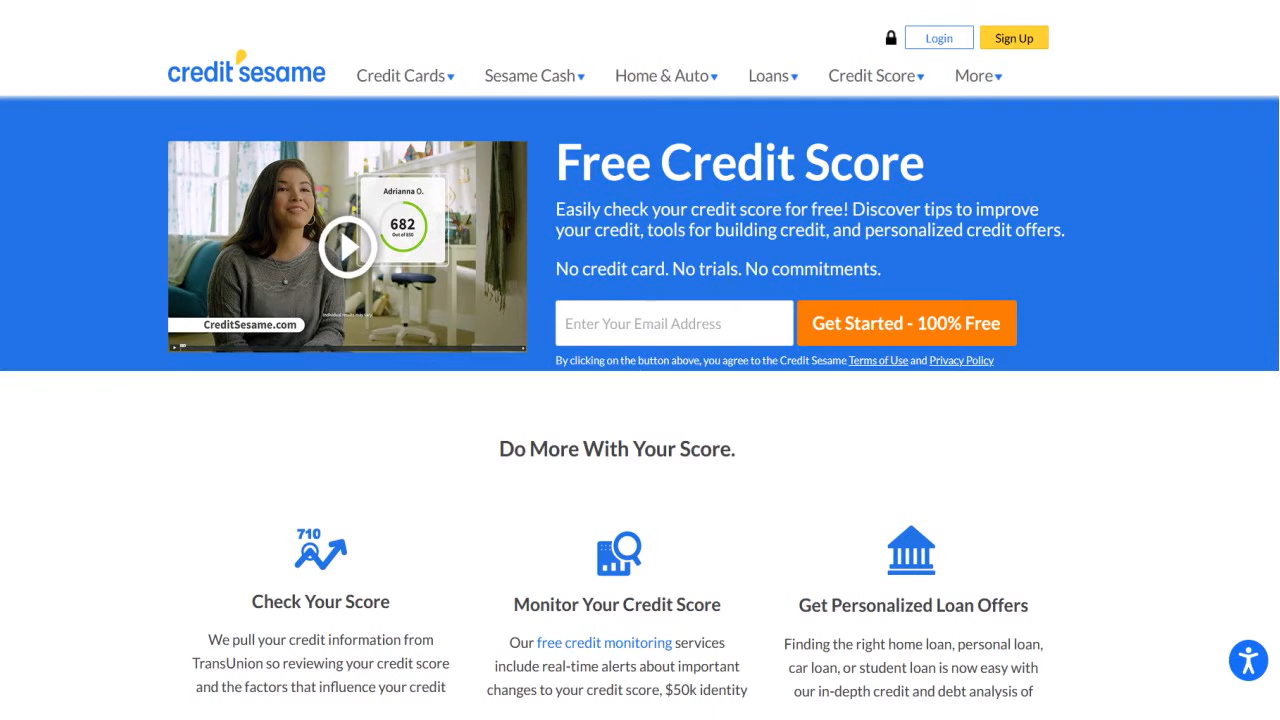 Login
Sign Up
credit sesame
Credit Cards
Sesame Cash
Home & Auto
Loans
Credit Score
More
Adrianna O.
682
Out of 850
CreditSesame.com
Individual results may vary.
Free Credit Score
Easily check your credit score for free! Discover tips to improve
your credit, tools for building credit, and personalized credit offers.
No credit card. No trials. No commitments.
Enter Your Email Address
Get Started - 100% Free
By clicking on the button above, you agree to the Credit Sesame Terms of Use and Privacy Policy
Do More With Your Score.
710
Check Your Score
We pull your credit information from
TransUnion so reviewing your credit score
and the factors that influence your credit
Monitor Your Credit Score
Our free credit monitoring services
include real-time alerts about important
changes to your credit score, $50k identity
Get Personalized Loan Offers
Finding the right home loan, personal loan,
car loan, or student loan is now easy with
our in-depth credit and debt analysis of